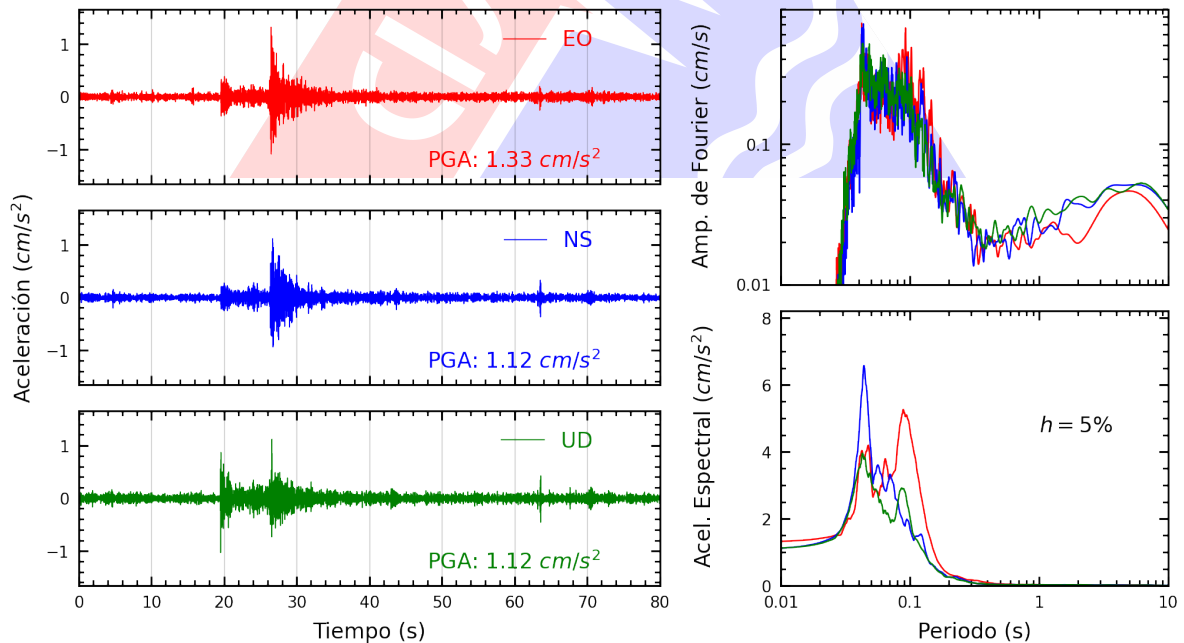 Aceleración (cm/s²)
1
0
−1
EO
PGA: 1.33 cm/s²
1
0
−1
NS
PGA: 1.12 cm/s²
1
0
−1
UD
PGA: 1.12 cm/s²
0 10 20 30 40 50 60 70 80
Tiempo (s)
Amp. de Fourier (cm/s)
0.1
0.01
Acel. Espectral (cm/s²)
8
6
4
2
0
h = 5%
0.01 0.1 1 10
Periodo (s)